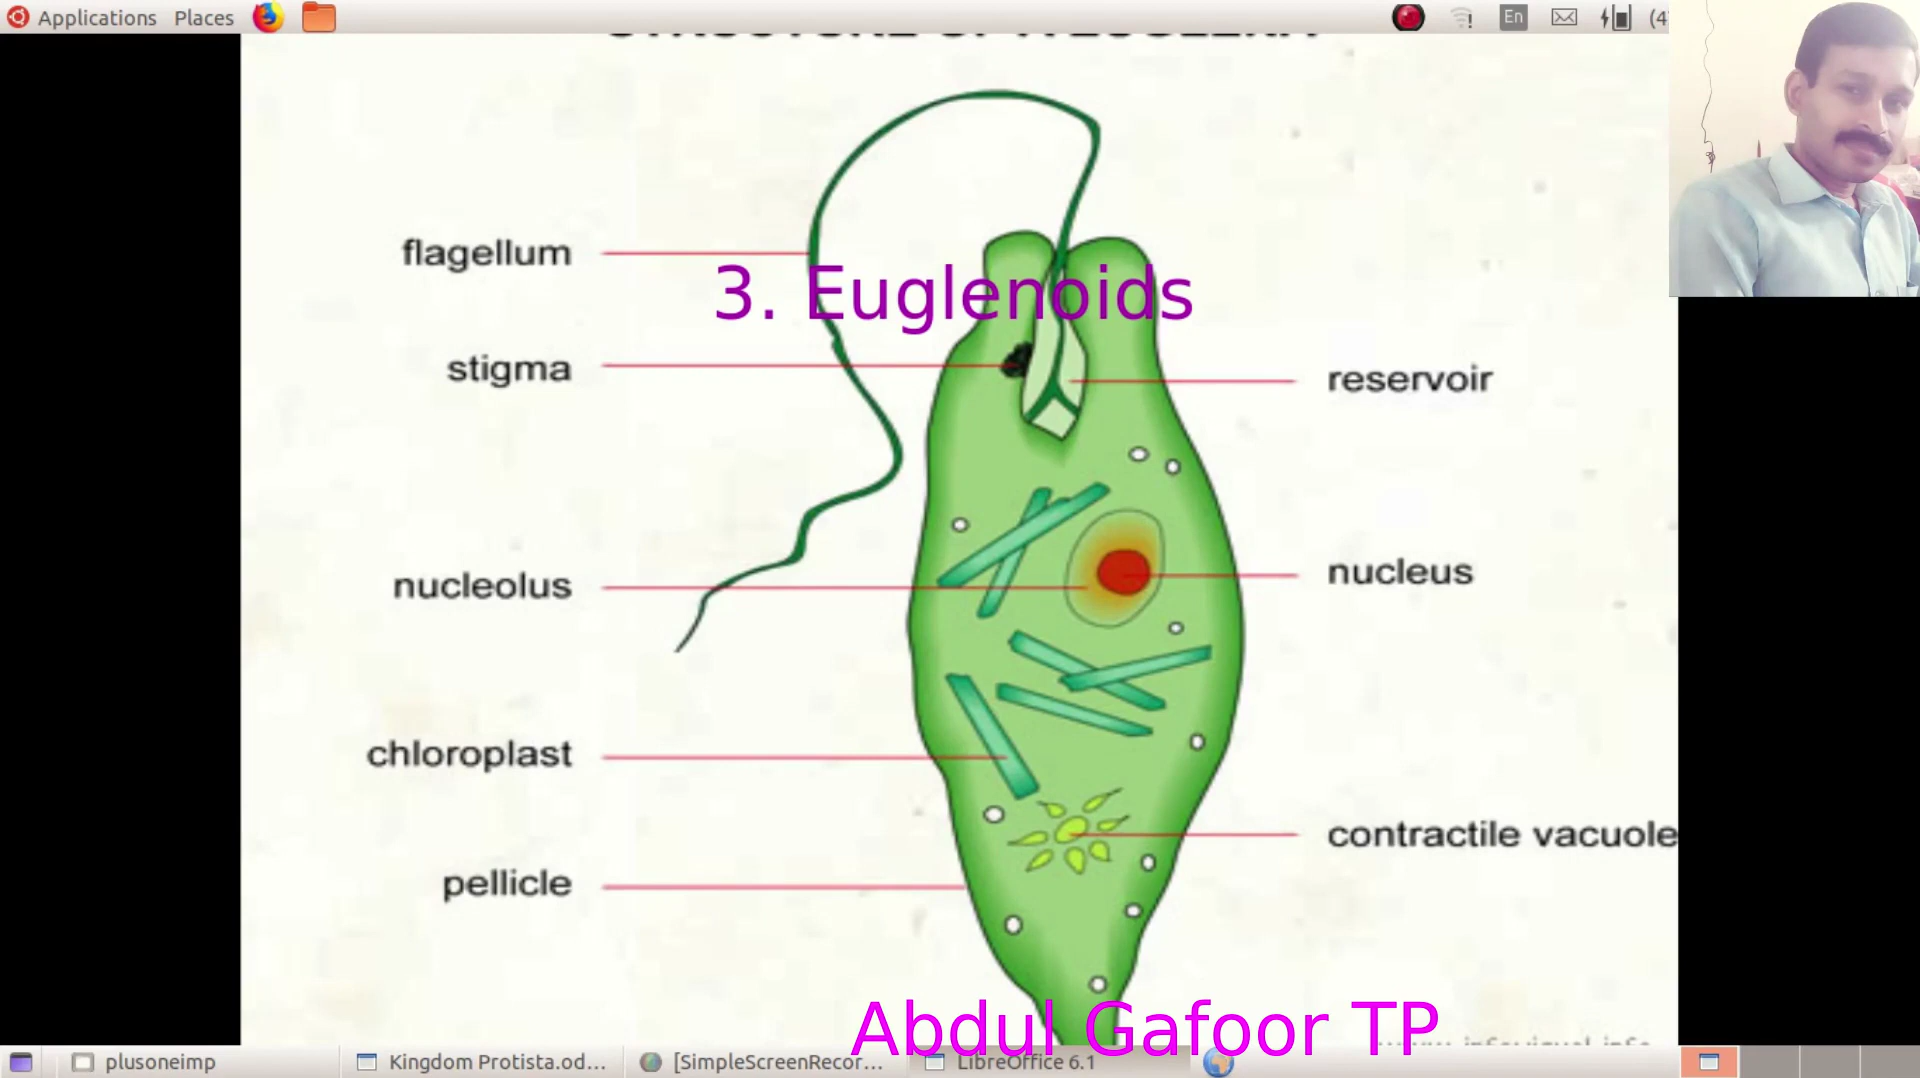 Applications Places
En
(4
flagellum
3. Euglenoids
stigma
reservoir
nucleolus
nucleus
chloroplast
contractile vacuole
pellicle
Abdul Gafoor TP
plusoneimp
Kingdom Protista.od...
[SimpleScreenRecor...
LibreOffice 6.1